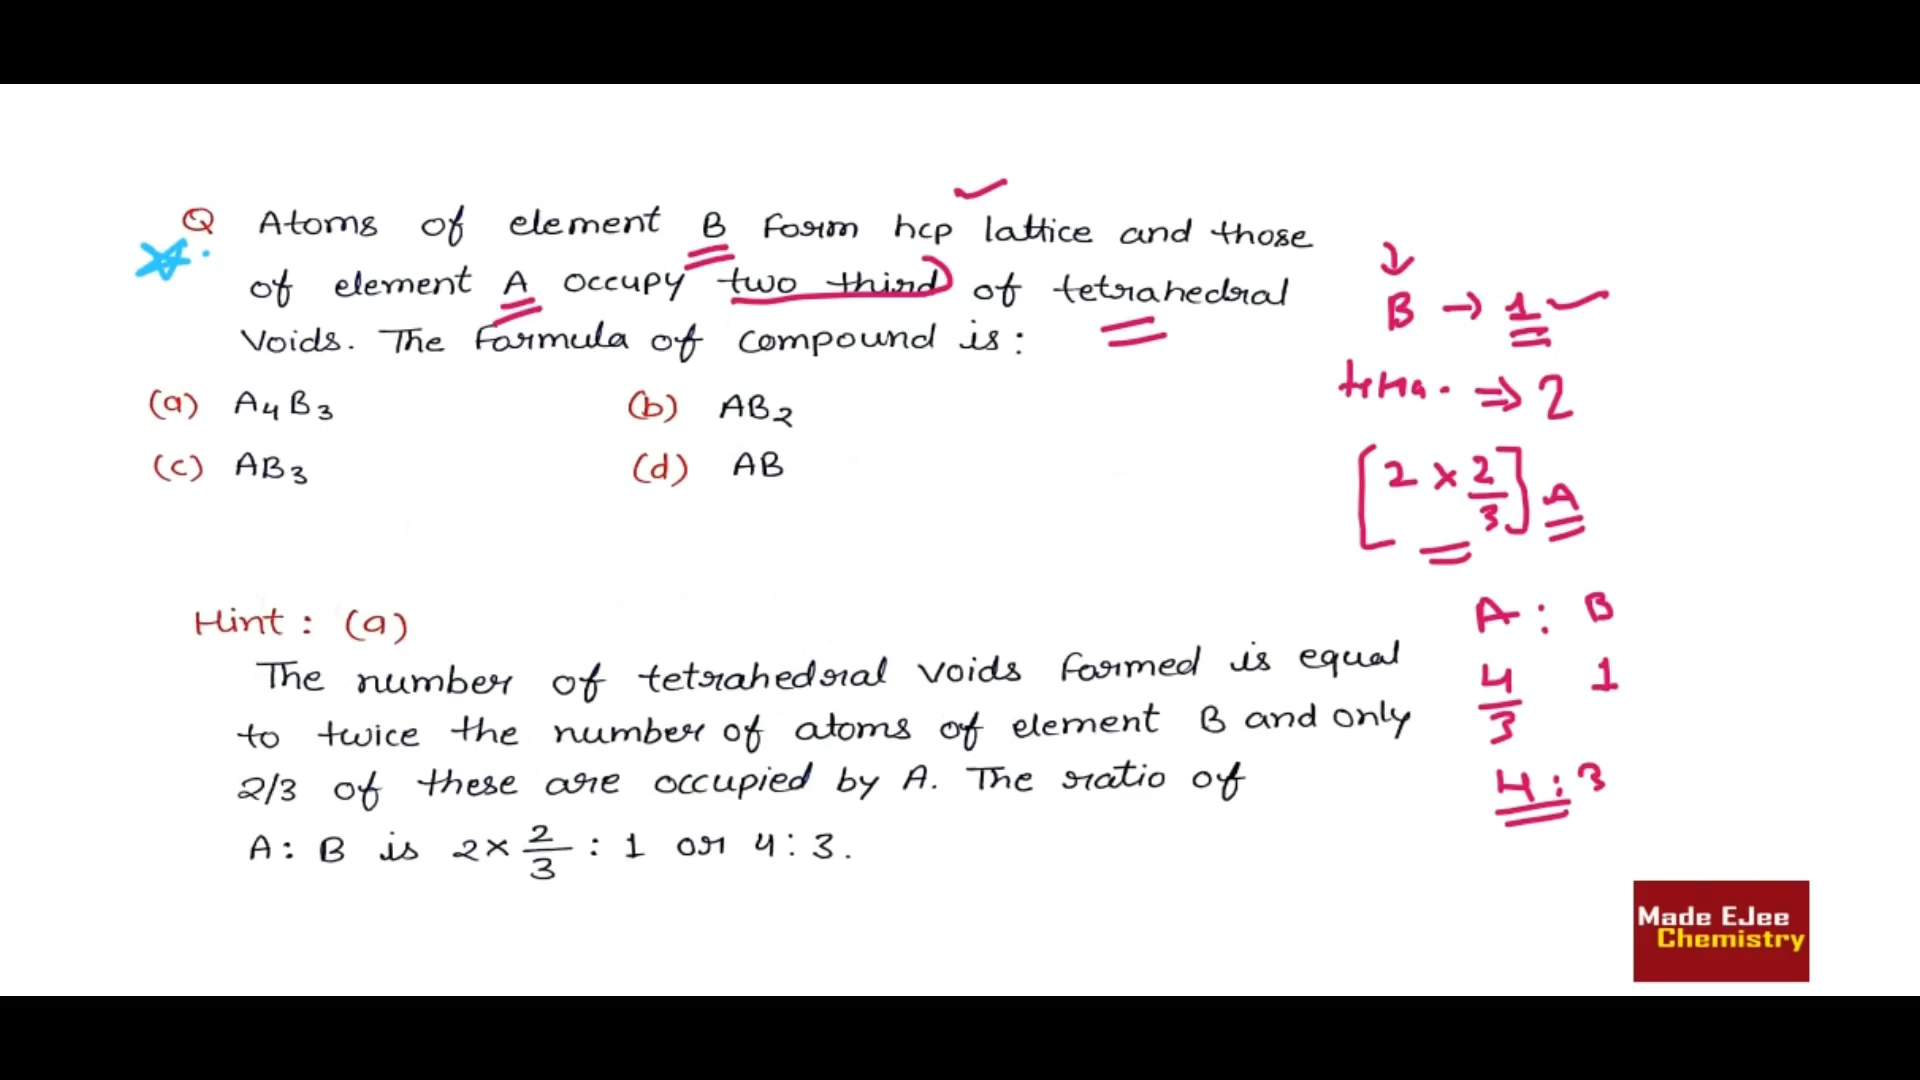 Q Atoms of element B form hcp lattice and those
of element A occupy two third of tetrahedral
voids. The formula of compound is:
(a) A₄B₃ (b) AB₂
(c) AB₃ (d) AB
B → 1
tetra. ⇒ 2
[2 × 2/3] A
A : B
4/3 1
4 : 3
Hint: (a)
The number of tetrahedral voids formed is equal
to twice the number of atoms of element B and only
2/3 of these are occupied by A. The ratio of
A: B is 2× 2/3 : 1 or 4: 3.
Made EJee
Chemistry